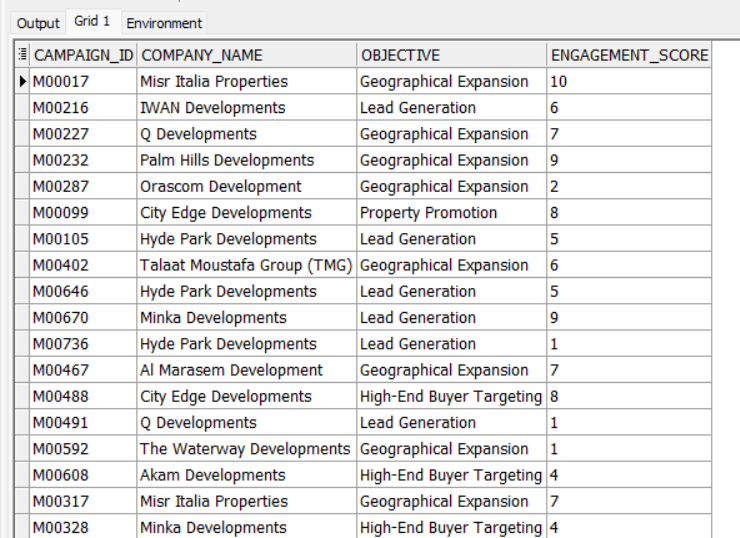 Output Grid 1 Environment
CAMPAIGN_ID COMPANY_NAME OBJECTIVE ENGAGEMENT_SCORE
M00017 Misr Italia Properties Geographical Expansion 10
M00216 IWAN Developments Lead Generation 6
M00227 Q Developments Geographical Expansion 7
M00232 Palm Hills Developments Geographical Expansion 9
M00287 Orascom Development Geographical Expansion 2
M00099 City Edge Developments Property Promotion 8
M00105 Hyde Park Developments Lead Generation 5
M00402 Talaat Moustafa Group (TMG) Geographical Expansion 6
M00646 Hyde Park Developments Lead Generation 5
M00670 Minka Developments Lead Generation 9
M00736 Hyde Park Developments Lead Generation 1
M00467 Al Marasem Development Geographical Expansion 7
M00488 City Edge Developments High-End Buyer Targeting 8
M00491 Q Developments Lead Generation 1
M00592 The Waterway Developments Geographical Expansion 1
M00608 Akam Developments High-End Buyer Targeting 4
M00317 Misr Italia Properties Geographical Expansion 7
M00328 Minka Developments High-End Buyer Targeting 4